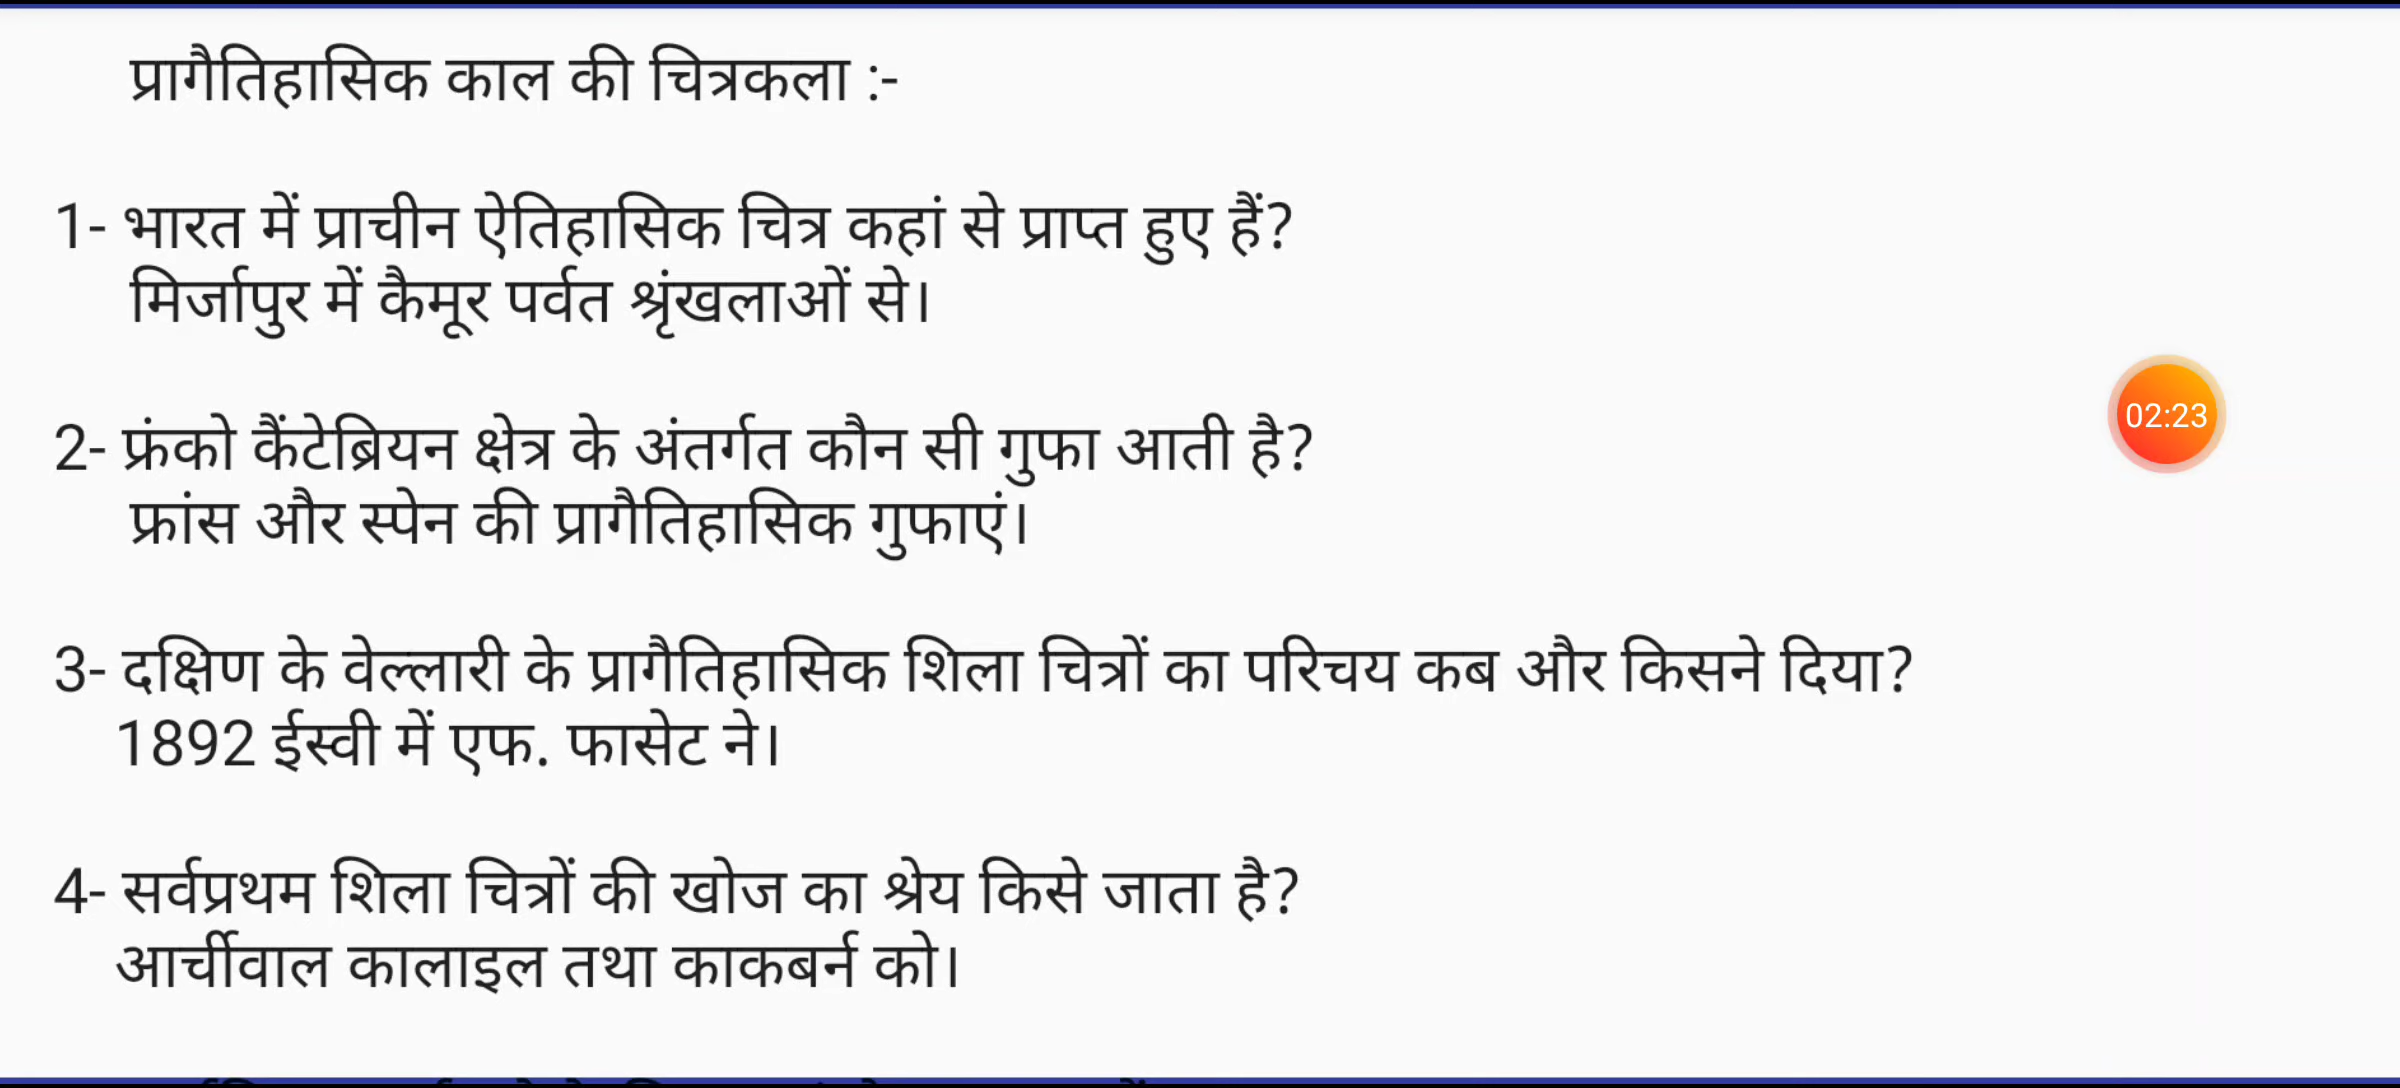 प्रागैतिहासिक काल की चित्रकला :-
1- भारत में प्राचीन ऐतिहासिक चित्र कहां से प्राप्त हुए हैं?
मिर्जापुर में कैमूर पर्वत श्रृंखलाओं से।
2- फ्रंको कैंटेब्रियन क्षेत्र के अंतर्गत कौन सी गुफा आती है?
फ्रांस और स्पेन की प्रागैतिहासिक गुफाएं।
02:23
3- दक्षिण के वेल्लारी के प्रागैतिहासिक शिला चित्रों का परिचय कब और किसने दिया?
1892 ईस्वी में एफ. फासेट ने।
4- सर्वप्रथम शिला चित्रों की खोज का श्रेय किसे जाता है?
आर्चीवाल कालाइल तथा काकबर्न को।